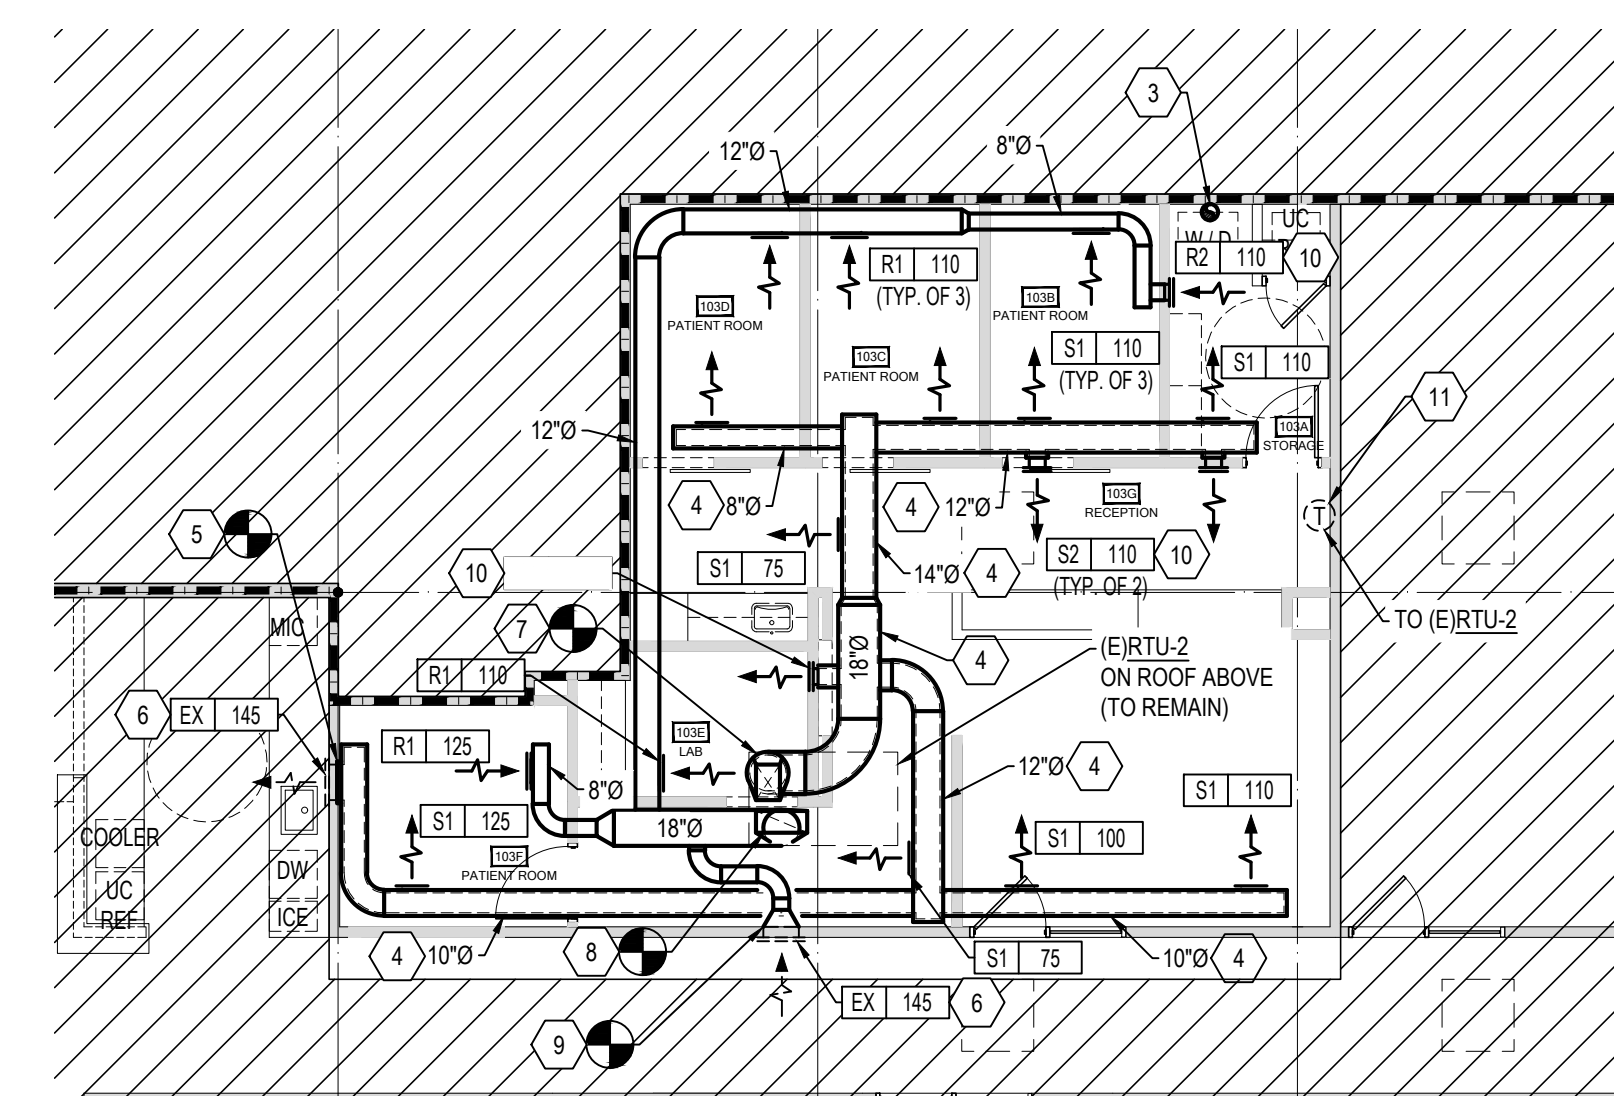 3
12"Ø
8"Ø
UC
W / D
R2 110
10
R1 110
(TYP. OF 3)
103D
PATIENT ROOM
103B
PATIENT ROOM
103C
PATIENT ROOM
S1 110
(TYP. OF 3)
S1 110
11
12"Ø
103A
STORAGE
4
8"Ø
4
12"Ø
103G
RECEPTION
T
5
10
S1 75
14"Ø
4
S2 110
10
(TYP. OF 2)
TO (E)RTU-2
7
MIC
18"Ø
4
(E)RTU-2
ON ROOF ABOVE
(TO REMAIN)
R1 110
6
EX 145
R1 125
103E
LAB
X
8"Ø
12"Ø
4
S1 110
S1 125
18"Ø
S1 100
COOLER
DW
UC
REF
ICE
103F
PATIENT ROOM
4
10"Ø
8
S1 75
10"Ø
4
EX 145
6
9